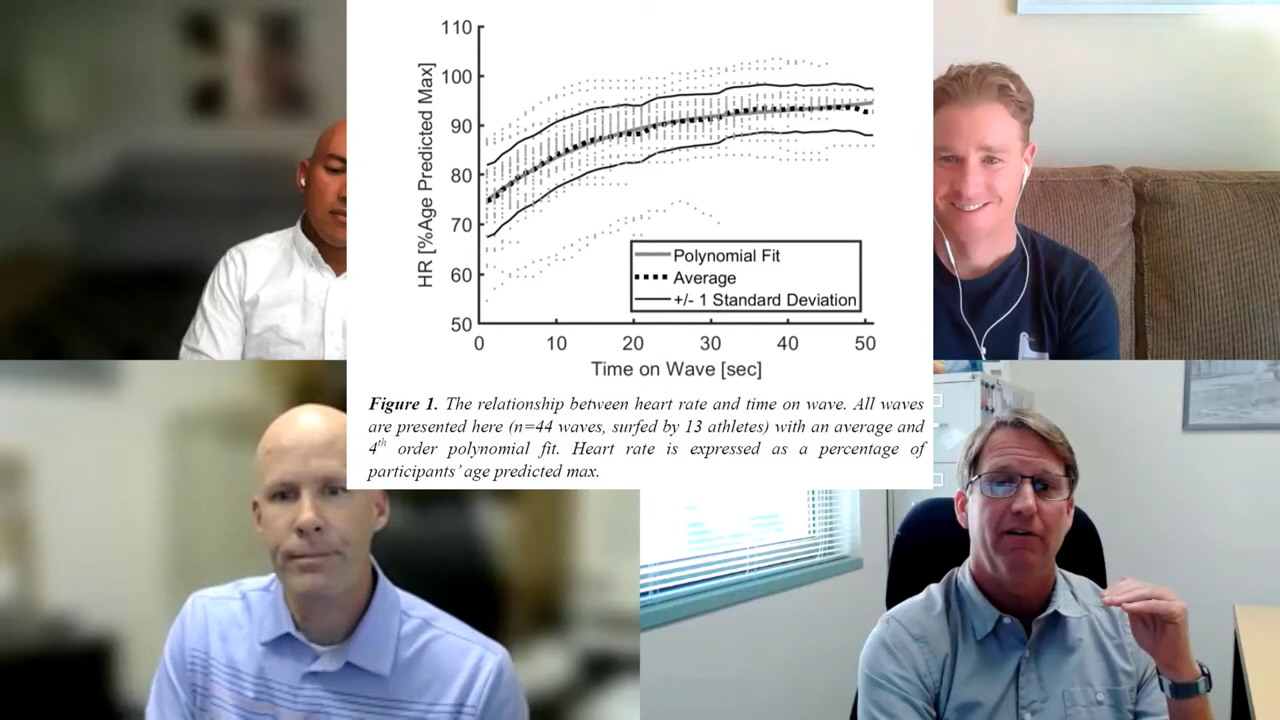 110
100
90
80
70
60
50
HR [%Age Predicted Max]
Polynomial Fit
Average
+/- 1 Standard Deviation
0 10 20 30 40 50
Time on Wave [sec]
Figure 1. The relationship between heart rate and time on wave. All waves
are presented here (n=44 waves, surfed by 13 athletes) with an average and
4th order polynomial fit. Heart rate is expressed as a percentage of
participants' age predicted max.